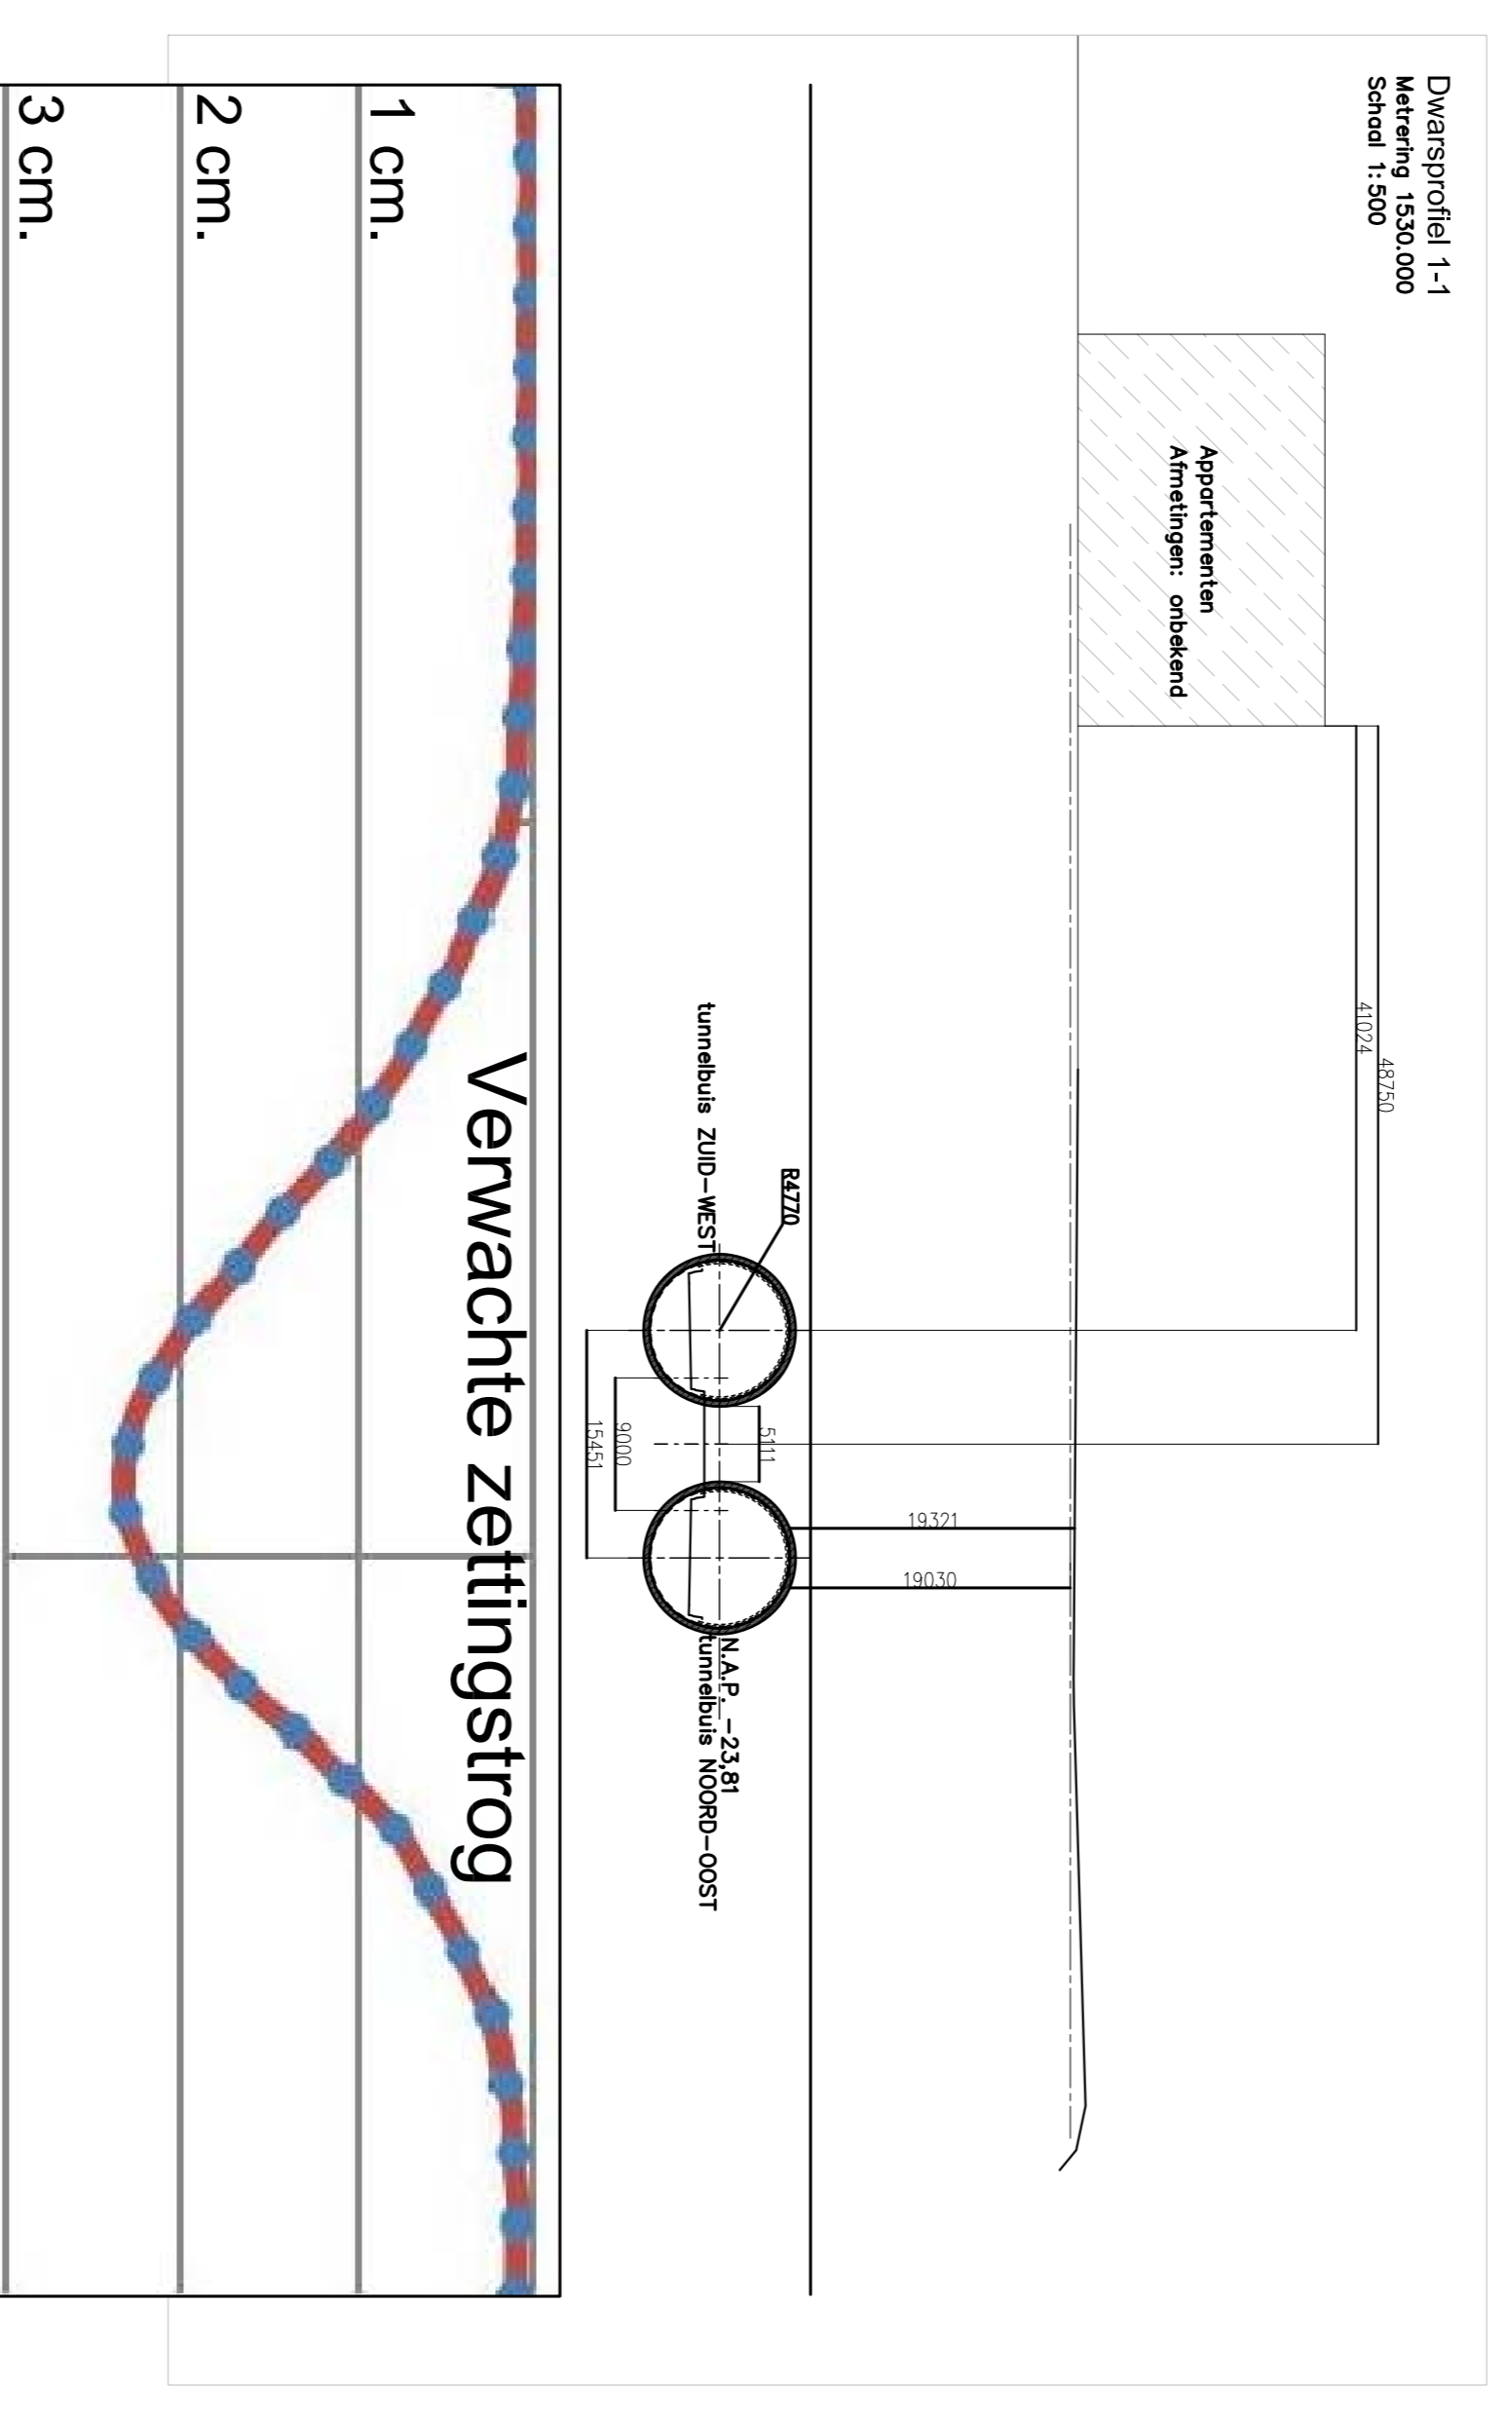 Dwarsprofiel 1-1
Metrering 1530.000
Schaal 1:500
48750
41024
Appartementen
Afmetingen: onbekend
19321
19030
R4770
5111
N.A.P. -23,81
tunnelbuis ZUID-WEST
tunnelbuis NOORD-OOST
9000
15451
Verwachte zettingstrog
1 cm.
2 cm.
3 cm.